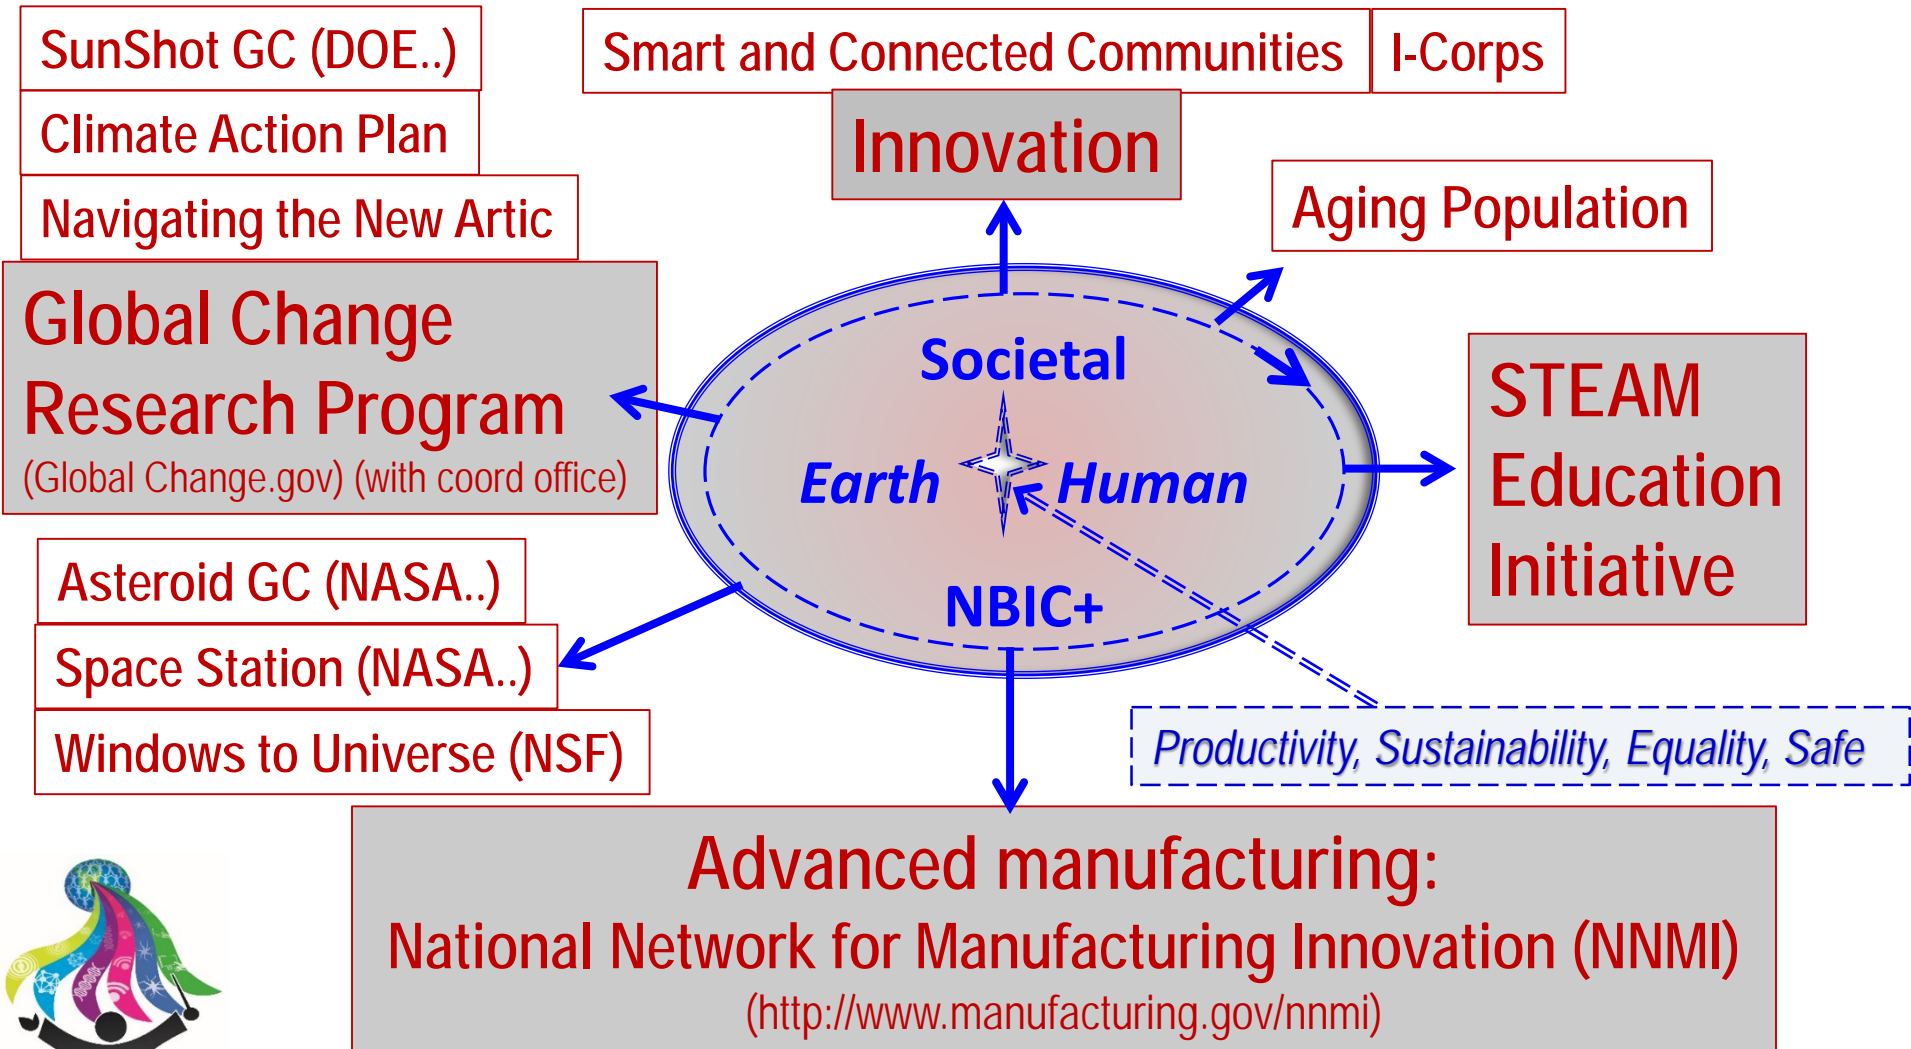 SunShot GC (DOE..)
Climate Action Plan
Navigating the New Artic
Global Change
Research Program
(Global Change.gov) (with coord office)
Smart and Connected Communities
I-Corps
Innovation
Aging Population
Societal
Earth
Human
NBIC+
STEAM
Education
Initiative
Asteroid GC (NASA..)
Space Station (NASA..)
Windows to Universe (NSF)
Productivity, Sustainability, Equality, Safe
Advanced manufacturing:
National Network for Manufacturing Innovation (NNMI)
(http://www.manufacturing.gov/nnmi)